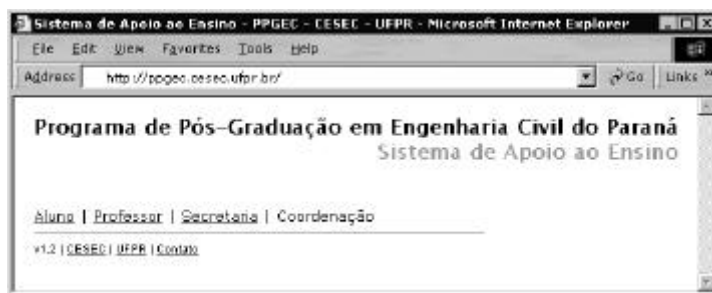 Sistema de Apoio ao Ensino - PPGEC - CESEC - UFPR - Microsoft Internet Explorer
File Edit View Favorites Tools Help
Address http://ppgec.cesec.ufpr.br/ Go Links »
Programa de Pós-Graduação em Engenharia Civil do Paraná
Sistema de Apoio ao Ensino
Aluno | Professor | Secretaria | Coordenação
v1.2 | CESEC | UFPR | Contato